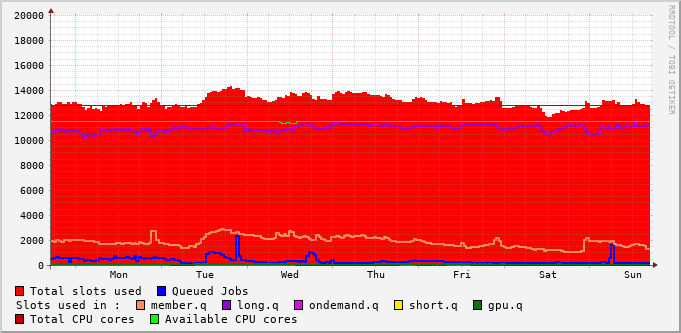 20000
18000
16000
14000
12000
10000
8000
6000
4000
2000
0
Mon Tue Wed Thu Fri Sat Sun
RRDTOOL / TOBI OETIKER
Total slots used Queued Jobs
Slots used in : member.q long.q ondemand.q short.q gpu.q
Total CPU cores Available CPU cores